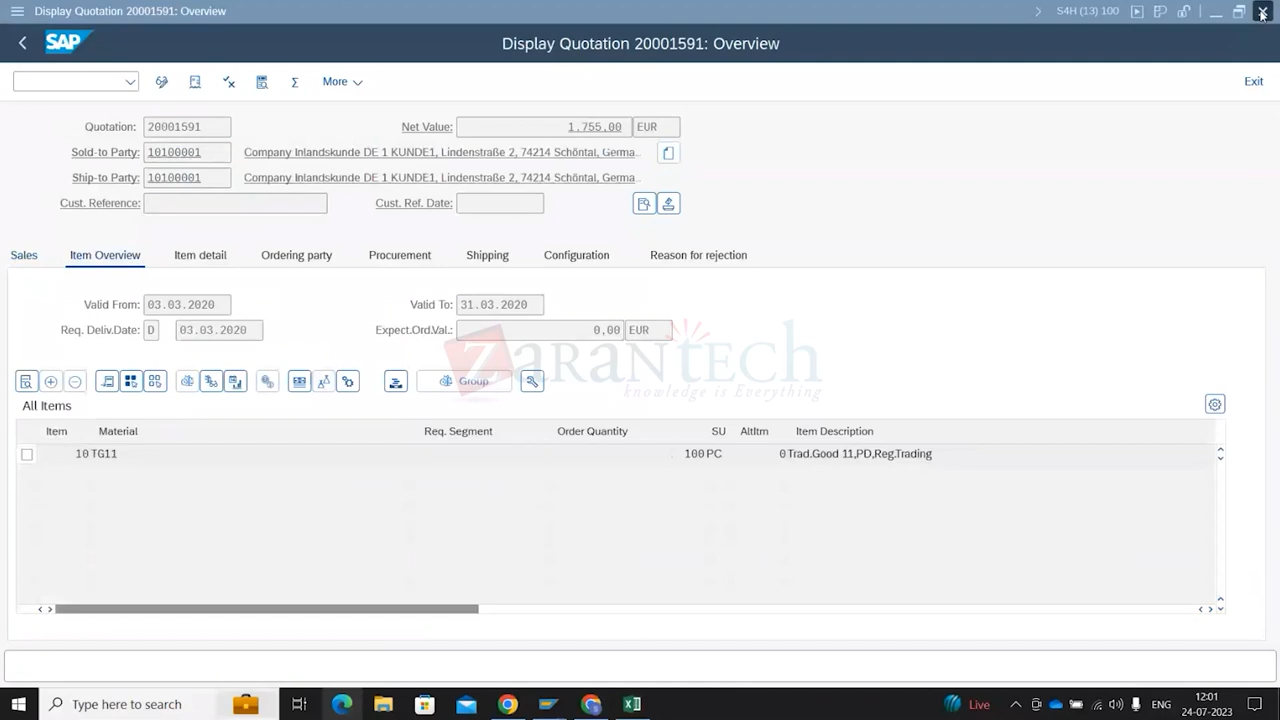 Display Quotation 20001591: Overview
S4H (13) 100
SAP
Display Quotation 20001591: Overview
More
Exit
Quotation: 20001591 Net Value: 1.755,00 EUR
Sold-to Party: 10100001 Company Inlandskunde DE 1 KUNDE1, Lindenstraße 2, 74214 Schöntal, Germa..
Ship-to Party: 10100001 Company Inlandskunde DE 1 KUNDE1, Lindenstraße 2, 74214 Schöntal, Germa..
Cust. Reference: Cust. Ref. Date:
Sales Item Overview Item detail Ordering party Procurement Shipping Configuration Reason for rejection
Valid From: 03.03.2020 Valid To: 31.03.2020
Req. Deliv.Date: D 03.03.2020 Expect.Ord.Val.: 0,00 EUR
zarantech
knowledge is Everything
Group
All Items
Item Material Req. Segment Order Quantity SU AltItm Item Description
10 TG11 100 PC 0 Trad.Good 11,PD,Reg.Trading
Type here to search
Live
ENG
12:01
24-07-2023